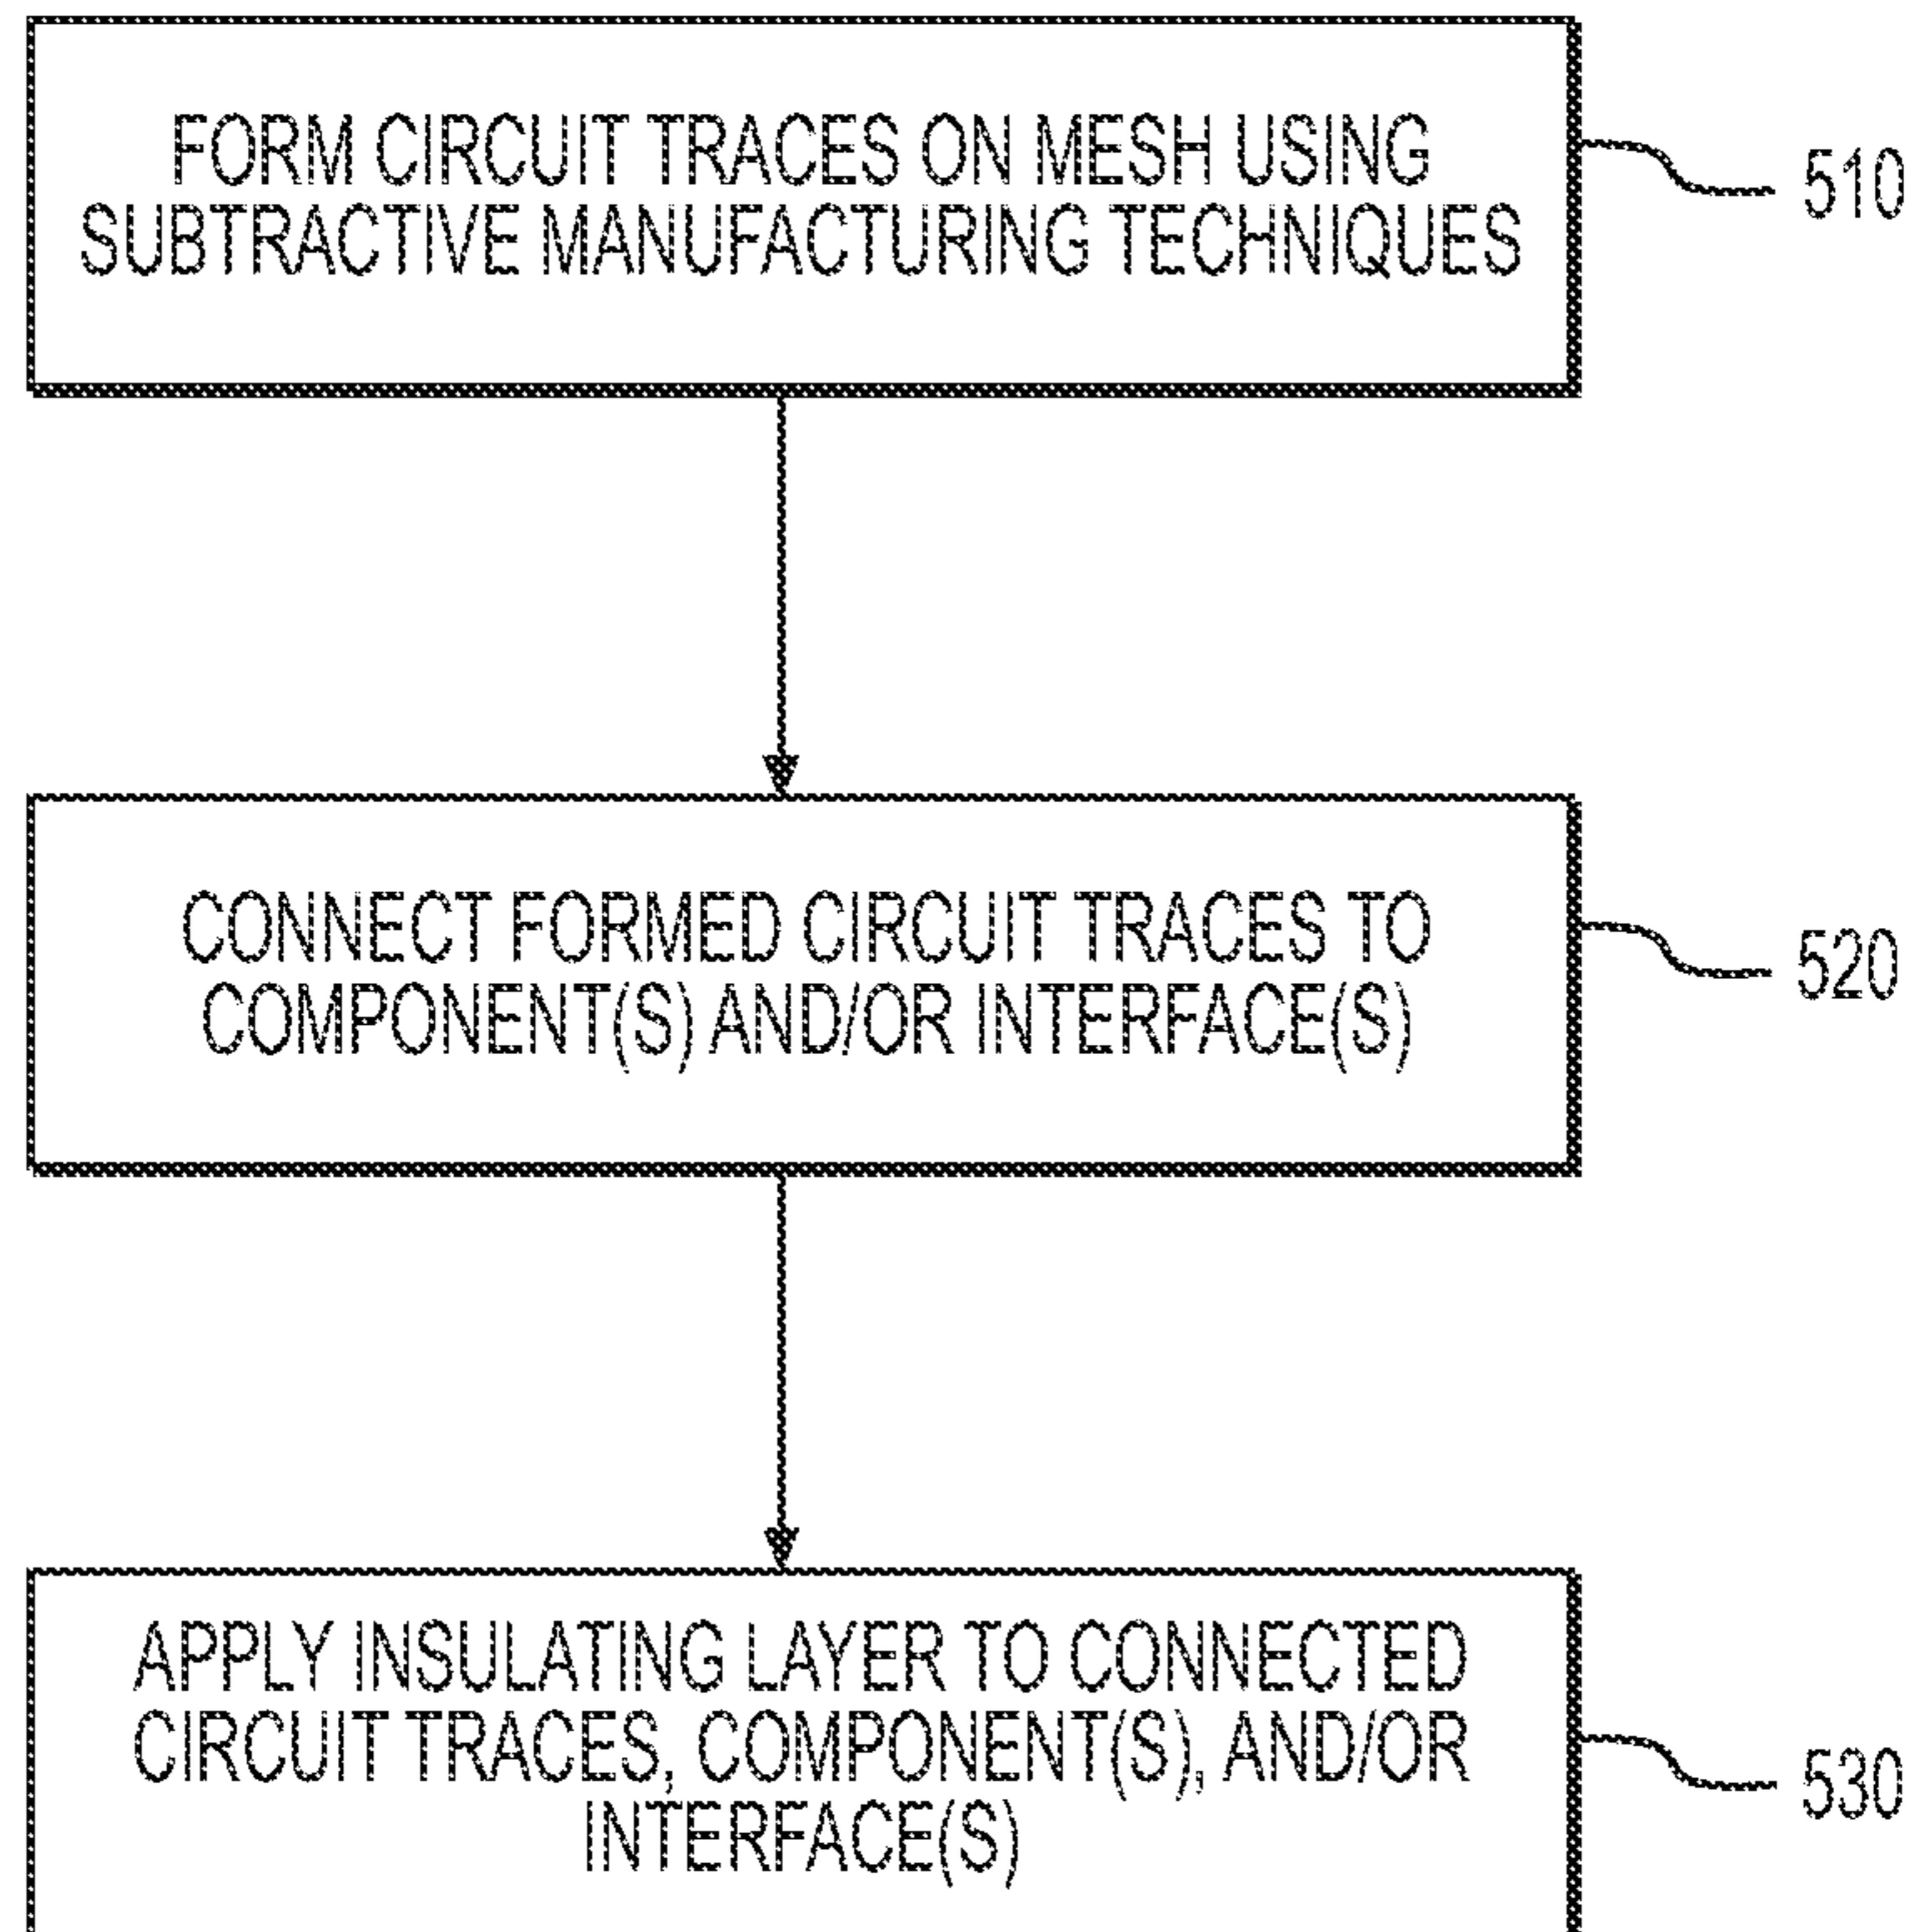 FORM CIRCUIT TRACES ON MESH USING
SUBTRACTIVE MANUFACTURING TECHNIQUES
510
CONNECT FORMED CIRCUIT TRACES TO
COMPONENT(S) AND/OR INTERFACE(S)
520
APPLY INSULATING LAYER TO CONNECTED
CIRCUIT TRACES, COMPONENT(S), AND/OR
INTERFACE(S)
530